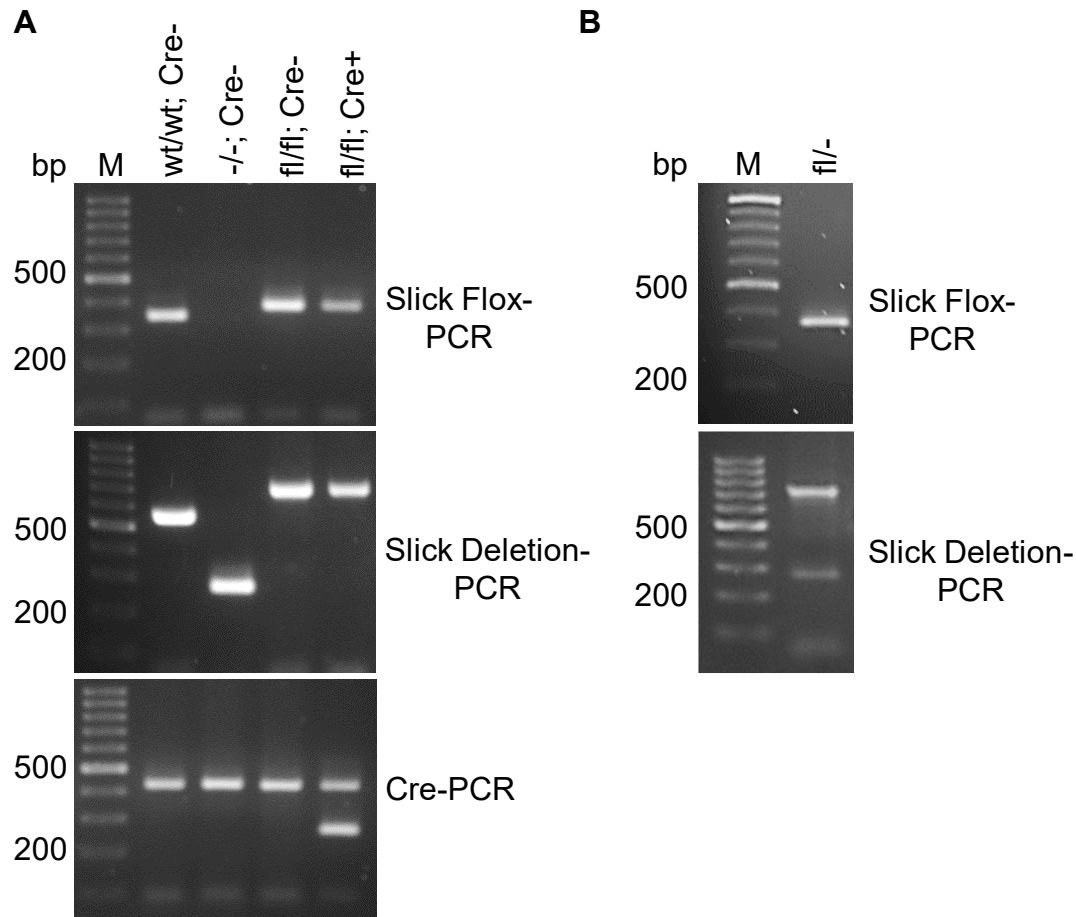 A
B
wt/wt; Cre-
-/-; Cre-
fl/fl; Cre-
fl/fl; Cre+
bp
M
500
200
Slick Flox-
PCR
500
200
Slick Deletion-
PCR
500
200
Cre-PCR
bp
M
fl/-
500
200
Slick Flox-
PCR
500
200
Slick Deletion-
PCR